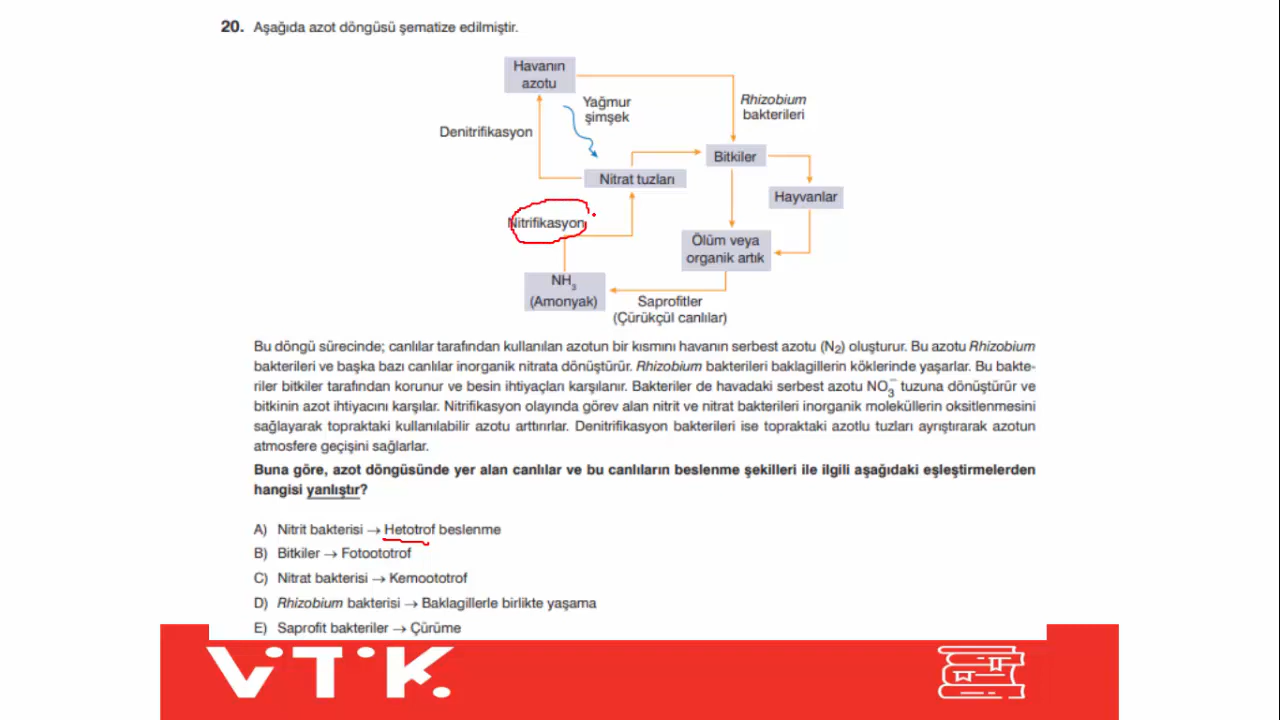 20. Aşağıda azot döngüsü şematize edilmiştir.
Havanın
azotu
Yağmur
şimşek
Rhizobium
bakterileri
Denitrifikasyon
Bitkiler
Nitrat tuzları
Hayvanlar
Nitrifikasyon
Ölüm veya
organik artık
NH3
(Amonyak)
Saprofitler
(Çürükçül canlılar)
Bu döngü sürecinde; canlılar tarafından kullanılan azotun bir kısmını havanın serbest azotu (N2) oluşturur. Bu azotu Rhizobium
bakterileri ve başka bazı canlılar inorganik nitrata dönüştürür. Rhizobium bakterileri baklagillerin köklerinde yaşarlar. Bu bakte-
riler bitkiler tarafından korunur ve besin ihtiyaçları karşılanır. Bakteriler de havadaki serbest azotu NO3⁻ tuzuna dönüştürür ve
bitkinin azot ihtiyacını karşılar. Nitrifikasyon olayında görev alan nitrit ve nitrat bakterileri inorganik moleküllerin oksitlenmesini
sağlayarak topraktaki kullanılabilir azotu arttırırlar. Denitrifikasyon bakterileri ise topraktaki azotlu tuzları ayrıştırarak azotun
atmosfere geçişini sağlarlar.
Buna göre, azot döngüsünde yer alan canlılar ve bu canlıların beslenme şekilleri ile ilgili aşağıdaki eşleştirmelerden
hangisi yanlıştır?
A) Nitrit bakterisi → Hetotrof beslenme
B) Bitkiler → Fotoototrof
C) Nitrat bakterisi → Kemoototrof
D) Rhizobium bakterisi → Baklagillerle birlikte yaşama
E) Saprofit bakteriler → Çürüme
VİTİK.